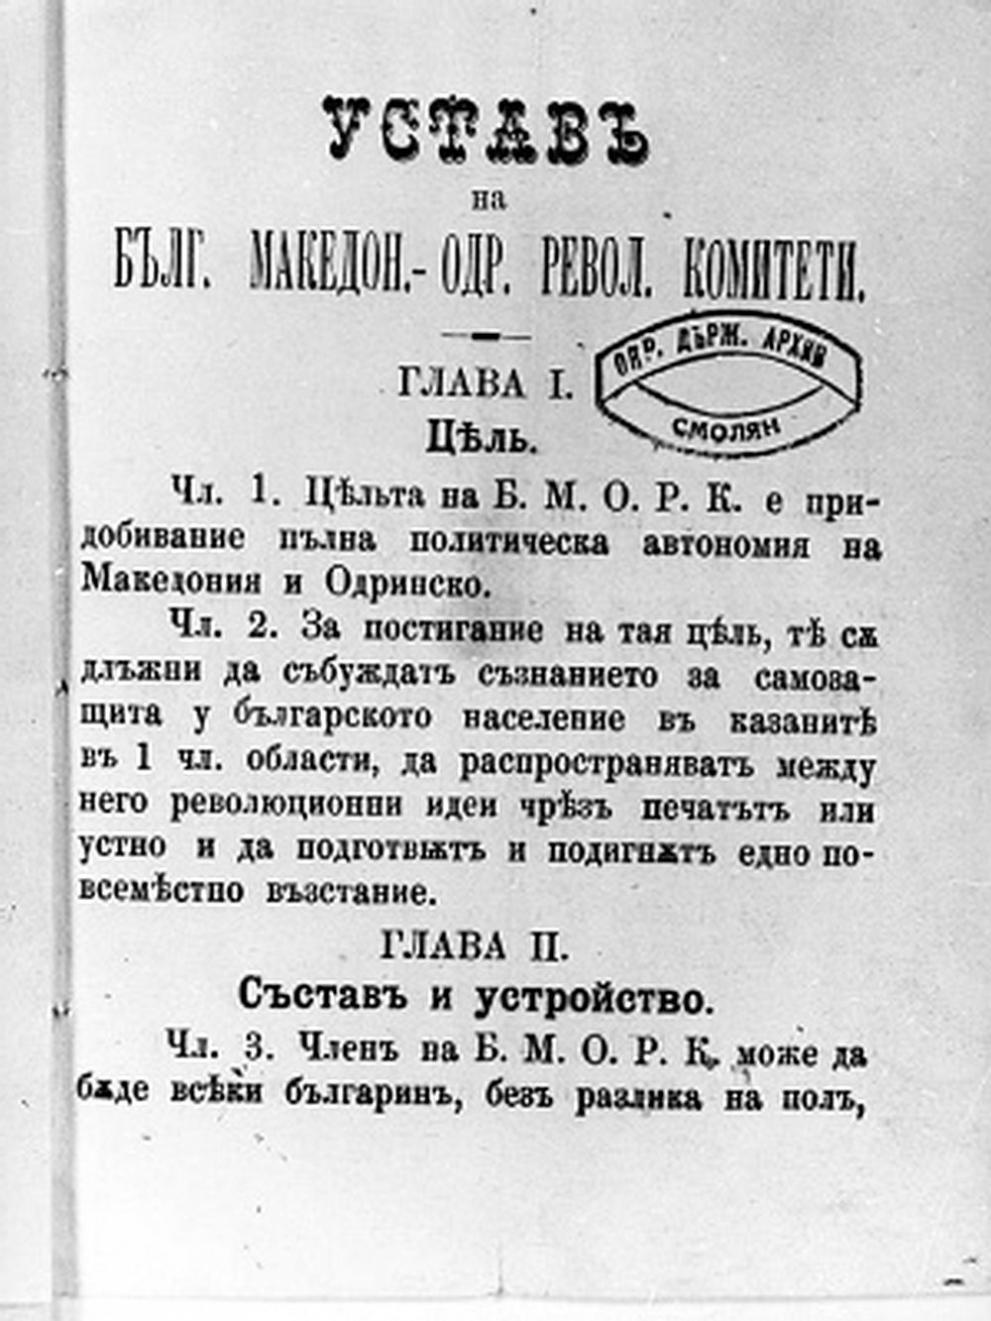 УСТАВЪ
на
БЪЛГ. МАКЕДОН.-ОДР. РЕВОЛ. КОМИТЕТИ.
ОКР. ДЪРЖ. АРХИВ
СМОЛЯН
ГЛАВА I.
Цѣль.
Чл. 1. Цѣльта на Б. М. О. Р. К. е при-
добивание пълна политическа автономия на
Македония и Одринско.
Чл. 2. За постигание на тая цѣль, тѣ сѫ
длъжни да събуждатъ съзнанието за самоза-
щита у българското население въ казанитѣ
въ 1 чл. области, да распространяватъ между
него революционни идеи чрѣзъ печатътъ или
устно и да подготвѭтъ и подигнѫтъ едно по-
всемѣстно възстание.
ГЛАВА II.
Съставъ и устройство.
Чл. 3. Членъ на Б. М. О. Р. К. може да
бѫде всѣки българинъ, безъ разлика на полъ,